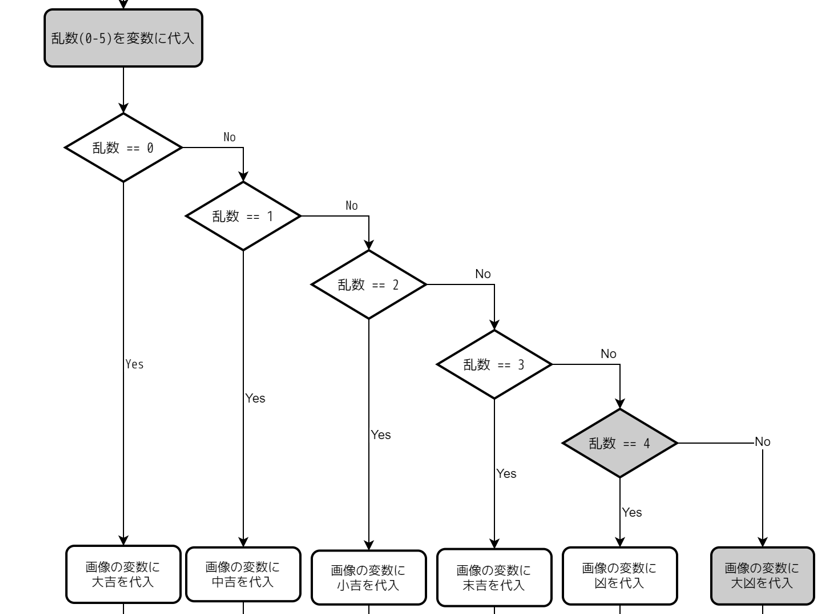 乱数(0-5)を変数に代入
乱数 == 0
No
乱数 == 1
No
乱数 == 2
No
乱数 == 3
No
乱数 == 4
No
Yes
Yes
Yes
Yes
Yes
画像の変数に
大吉を代入
画像の変数に
中吉を代入
画像の変数に
小吉を代入
画像の変数に
末吉を代入
画像の変数に
凶を代入
画像の変数に
大凶を代入